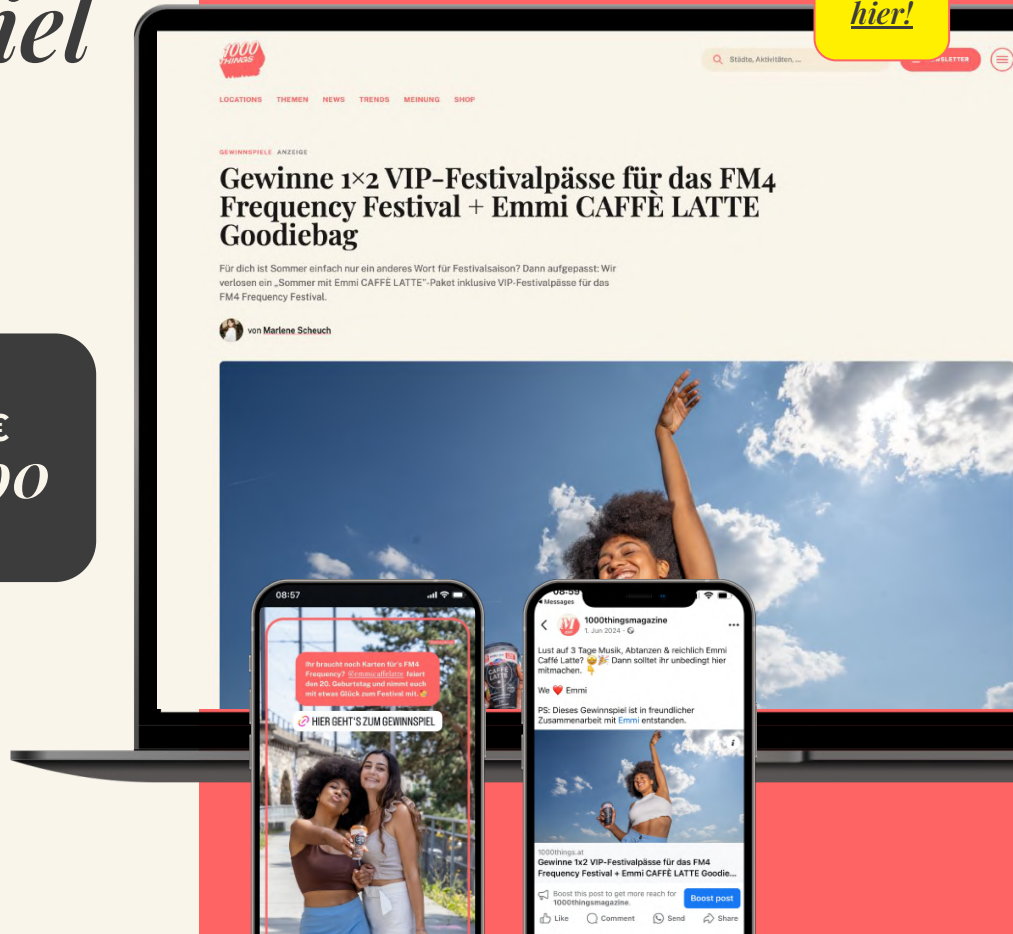 hier!
1000
THINGS
Städte, Aktivitäten, ...
LOCATIONS THEMEN NEWS TRENDS MEINUNG SHOP
GEWINNSPIELE ANZEIGE
Gewinne 1×2 VIP-Festivalpässe für das FM4
Frequency Festival + Emmi CAFFÈ LATTE
Goodiebag
Für dich ist Sommer einfach nur ein anderes Wort für Festivalsaison? Dann aufgepasst: Wir
verlosen ein „Sommer mit Emmi CAFFÈ LATTE"-Paket inklusive VIP-Festivalpässe für das
FM4 Frequency Festival.
von Marlene Scheuch
€
08:57
Ihr braucht noch Karten für's FM4
Frequency? @emmicaffelatte feiert
den 20. Geburtstag und nimmt euch
mit etwas Glück zum Festival mit.
HIER GEHT'S ZUM GEWINNSPIEL
CAFFÈ
LATTE
08:59
Messages
1000thingsmagazine
1. Jun 2024
Lust auf 3 Tage Musik, Abtanzen & reichlich Emmi
Caffé Latte? 🤩🎉 Dann solltet ihr unbedingt hier
mitmachen. 👇
We ❤️ Emmi
PS: Dieses Gewinnspiel ist in freundlicher
Zusammenarbeit mit Emmi entstanden.
1000things.at
Gewinne 1x2 VIP-Festivalpässe für das FM4
Frequency Festival + Emmi CAFFÈ LATTE Goodie...
Boost this post to get more reach for
1000thingsmagazine.
Boost post
Like Comment Send Share